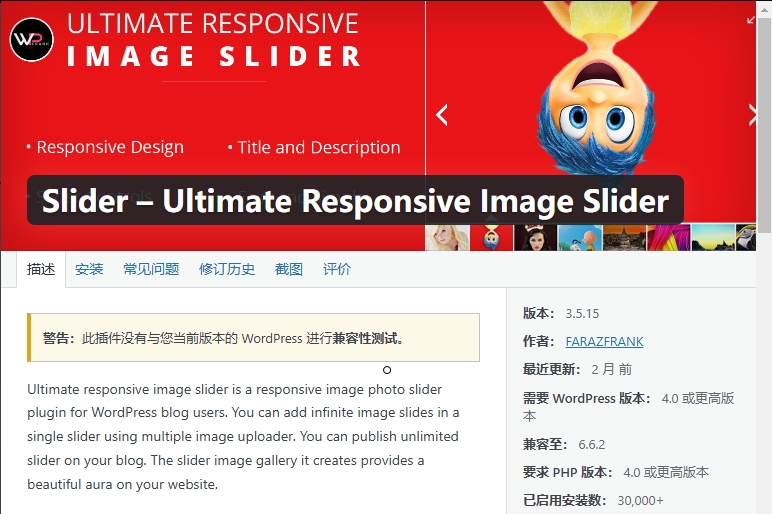 WP
FRANK
ULTIMATE RESPONSIVE
IMAGE SLIDER
• Responsive Design
• Title and Description
Slider – Ultimate Responsive Image Slider
描述 安装 常见问题 修订历史 截图 评价
警告：此插件没有与您当前版本的 WordPress 进行兼容性测试。
Ultimate responsive image slider is a responsive image photo slider
plugin for WordPress blog users. You can add infinite image slides in a
single slider using multiple image uploader. You can publish unlimited
slider on your blog. The slider image gallery it creates provides a
beautiful aura on your website.
版本： 3.5.15
作者： FARAZFRANK
最近更新： 2 月 前
需要 WordPress 版本： 4.0 或更高版
本
兼容至： 6.6.2
要求 PHP 版本： 4.0 或更高版本
已启用安装数： 30,000+